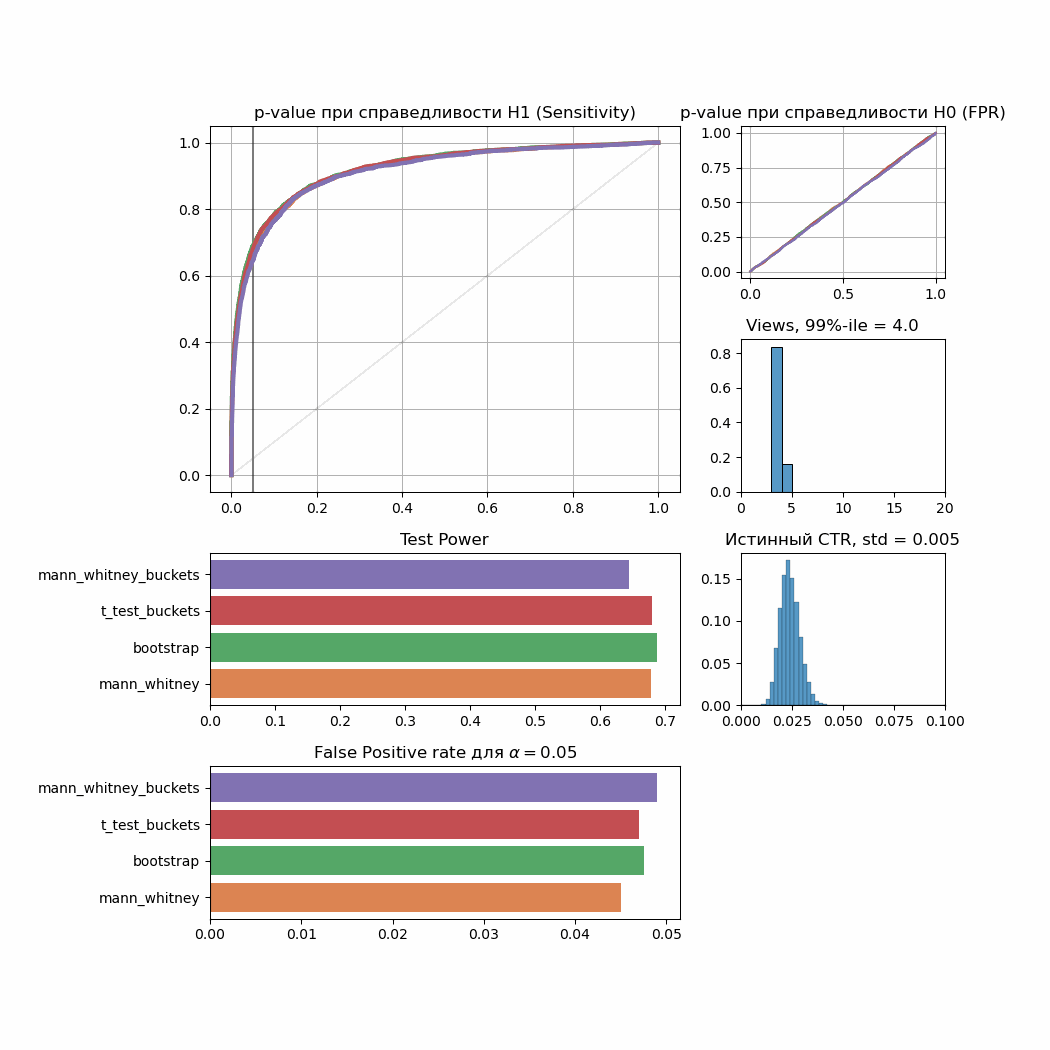 p-value при справедливости H1 (Sensitivity)
1.0
0.8
0.6
0.4
0.2
0.0
0.0 0.2 0.4 0.6 0.8 1.0
p-value при справедливости H0 (FPR)
1.00
0.75
0.50
0.25
0.00
0.0 0.5 1.0
Views, 99%-ile = 4.0
0.8
0.6
0.4
0.2
0.0
0 5 10 15 20
Test Power
mann_whitney_buckets
t_test_buckets
bootstrap
mann_whitney
0.0 0.1 0.2 0.3 0.4 0.5 0.6 0.7
Истинный CTR, std = 0.005
0.15
0.10
0.05
0.00
0.000 0.025 0.050 0.075 0.100
False Positive rate для α = 0.05
mann_whitney_buckets
t_test_buckets
bootstrap
mann_whitney
0.00 0.01 0.02 0.03 0.04 0.05